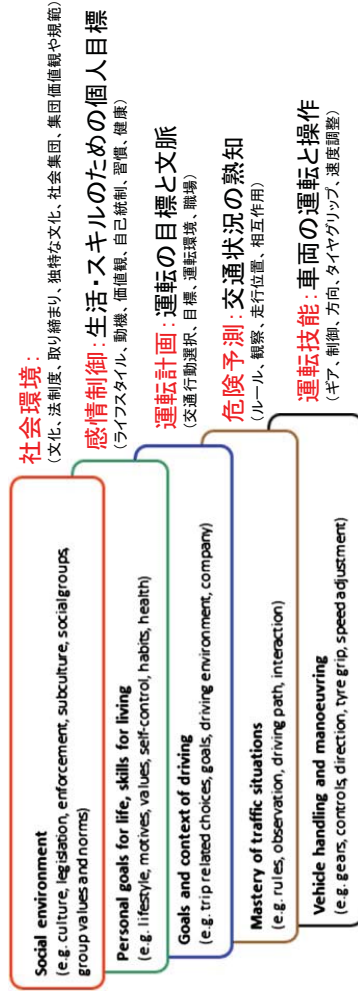 Social environment
(e.g. culture, legislation, enforcement, subculture, social groups,
group values and norms)
社会環境：
（文化、法制度、取り締まり、独特な文化、社会集団、集団価値観や規範）
Personal goals for life, skills for living
(e.g. lifestyle, motives, values, self-control, habits, health)
感情制御：生活・スキルのための個人目標
（ライフスタイル、動機、価値観、自己統制、習慣、健康）
Goals and context of driving
(e.g. trip related choices, goals, driving environment, company)
運転計画：運転の目標と文脈
（交通行動選択、目標、運転環境、職場）
Mastery of traffic situations
(e.g. rules, observation, driving path, interaction)
危険予測：交通状況の熟知
（ルール、観察、走行位置、相互作用）
Vehicle handling and manoeuvring
(e.g. gears, controls, direction, tyre grip, speed adjustment)
運転技能：車両の運転と操作
（ギア、制御、方向、タイヤグリップ、速度調整）